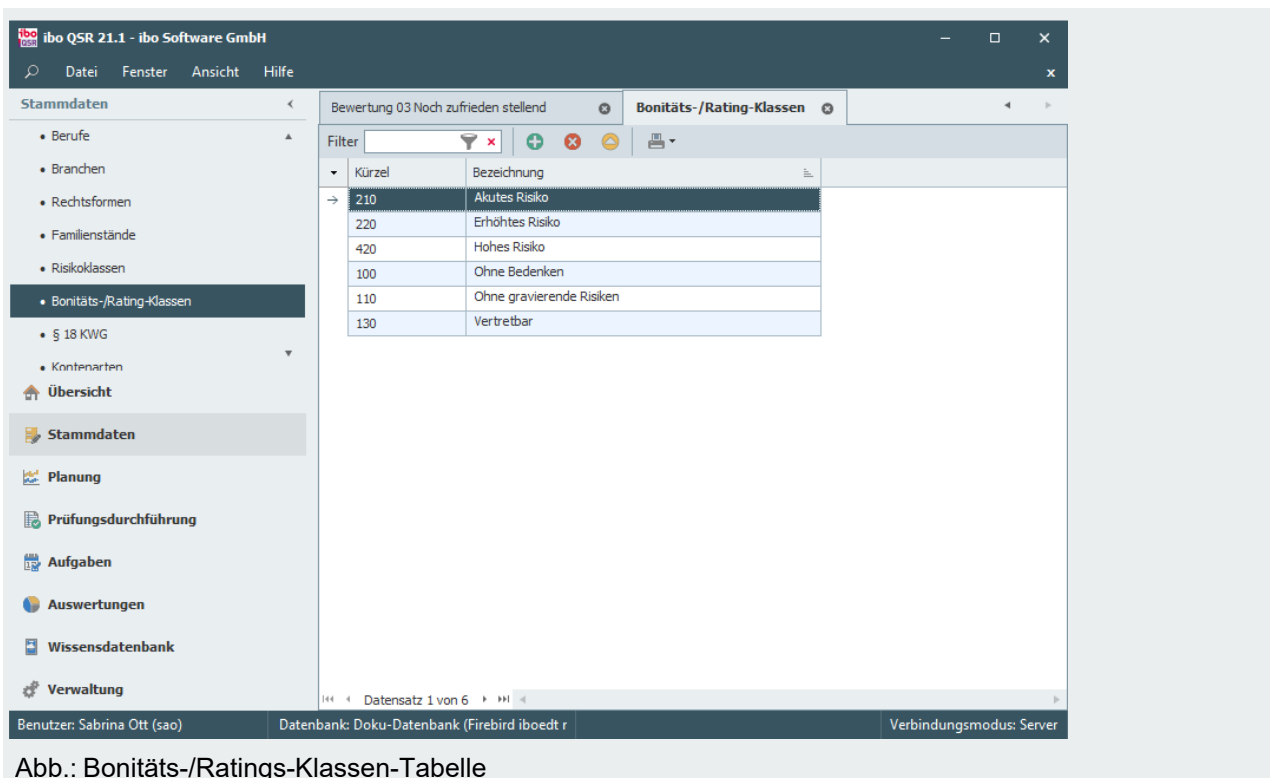 ibo QSR 21.1 - ibo Software GmbH
Datei Fenster Ansicht Hilfe x
Stammdaten
Bewertung 03 Noch zufrieden stellend
Bonitäts-/Rating-Klassen
• Berufe
• Branchen
• Rechtsformen
• Familienstände
• Risikoklassen
• Bonitäts-/Rating-Klassen
• § 18 KWG
• Kontenarten
Übersicht
Stammdaten
Planung
Prüfungsdurchführung
Aufgaben
Auswertungen
Wissensdatenbank
Verwaltung
Filter
Kürzel Bezeichnung
210 Akutes Risiko
220 Erhöhtes Risiko
420 Hohes Risiko
100 Ohne Bedenken
110 Ohne gravierende Risiken
130 Vertretbar
Datensatz 1 von 6
Benutzer: Sabrina Ott (sao) Datenbank: Doku-Datenbank (Firebird iboedt r Verbindungsmodus: Server
Abb.: Bonitäts-/Ratings-Klassen-Tabelle